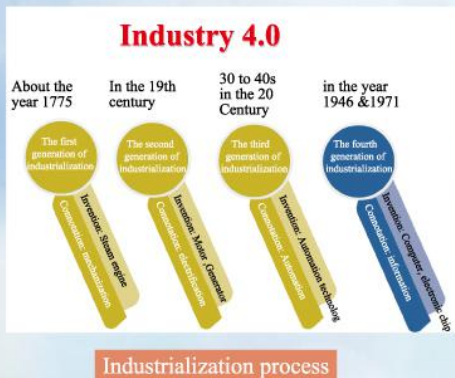 Industry 4.0
About the
year 1775
In the 19th
century
30 to 40s
in the 20
Century
in the year
1946 &1971
The first
generation of
industrialization
The second
generation of
industrialization
The third
generation of
industrialization
The fourth
generation of
industrialization
Invention: Steam engine
Connotation: mechanization
Invention: Motor ,Generator
Connotation: electrification
Invention: Automation technolog
Connotation: Automation
Invention: Computer, electronic chip
Connotation: information
Industrialization process